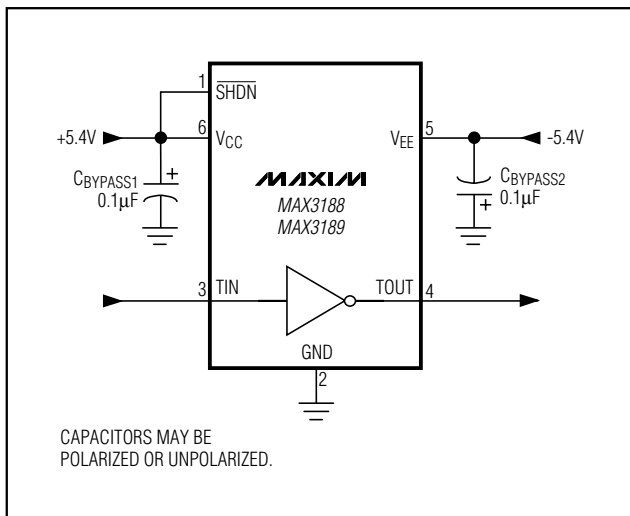 1
SHDN
+5.4V
6
VCC
VEE
5
-5.4V
CBYPASS1
0.1µF
+
MAXIM
MAX3188
MAX3189
CBYPASS2
0.1µF
+
3
TIN
TOUT
4
GND
2
CAPACITORS MAY BE
POLARIZED OR UNPOLARIZED.